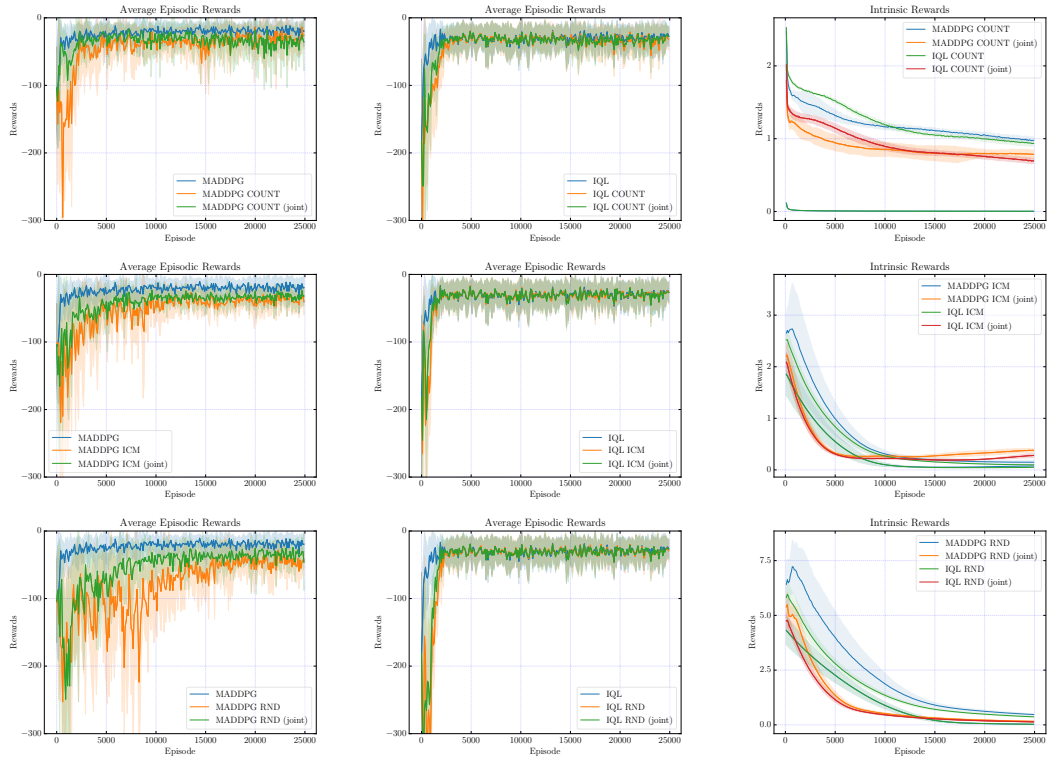 Average Episodic Rewards
0
−100
−200
−300
Rewards
0 5000 10000 15000 20000 25000
Episode
MADDPG
MADDPG COUNT
MADDPG COUNT (joint)
Average Episodic Rewards
0
−100
−200
−300
Rewards
0 5000 10000 15000 20000 25000
Episode
IQL
IQL COUNT
IQL COUNT (joint)
Intrinsic Rewards
2
1
0
Rewards
0 5000 10000 15000 20000 25000
Episode
MADDPG COUNT
MADDPG COUNT (joint)
IQL COUNT
IQL COUNT (joint)
Average Episodic Rewards
0
−100
−200
−300
Rewards
0 5000 10000 15000 20000 25000
Episode
MADDPG
MADDPG ICM
MADDPG ICM (joint)
Average Episodic Rewards
0
−100
−200
−300
Rewards
0 5000 10000 15000 20000 25000
Episode
IQL
IQL ICM
IQL ICM (joint)
Intrinsic Rewards
3
2
1
0
Rewards
0 5000 10000 15000 20000 25000
Episode
MADDPG ICM
MADDPG ICM (joint)
IQL ICM
IQL ICM (joint)
Average Episodic Rewards
0
−100
−200
−300
Rewards
0 5000 10000 15000 20000 25000
Episode
MADDPG
MADDPG RND
MADDPG RND (joint)
Average Episodic Rewards
0
−100
−200
−300
Rewards
0 5000 10000 15000 20000 25000
Episode
IQL
IQL RND
IQL RND (joint)
Intrinsic Rewards
7.5
5.0
2.5
0.0
Rewards
0 5000 10000 15000 20000 25000
Episode
MADDPG RND
MADDPG RND (joint)
IQL RND
IQL RND (joint)